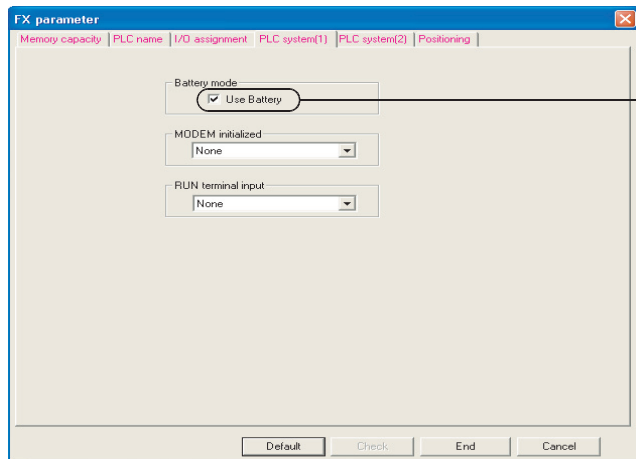 FX parameter
Memory capacity PLC name I/O assignment PLC system(1) PLC system(2) Positioning
Battery mode
Use Battery
MODEM initialized
None
RUN terminal input
None
Default Check End Cancel